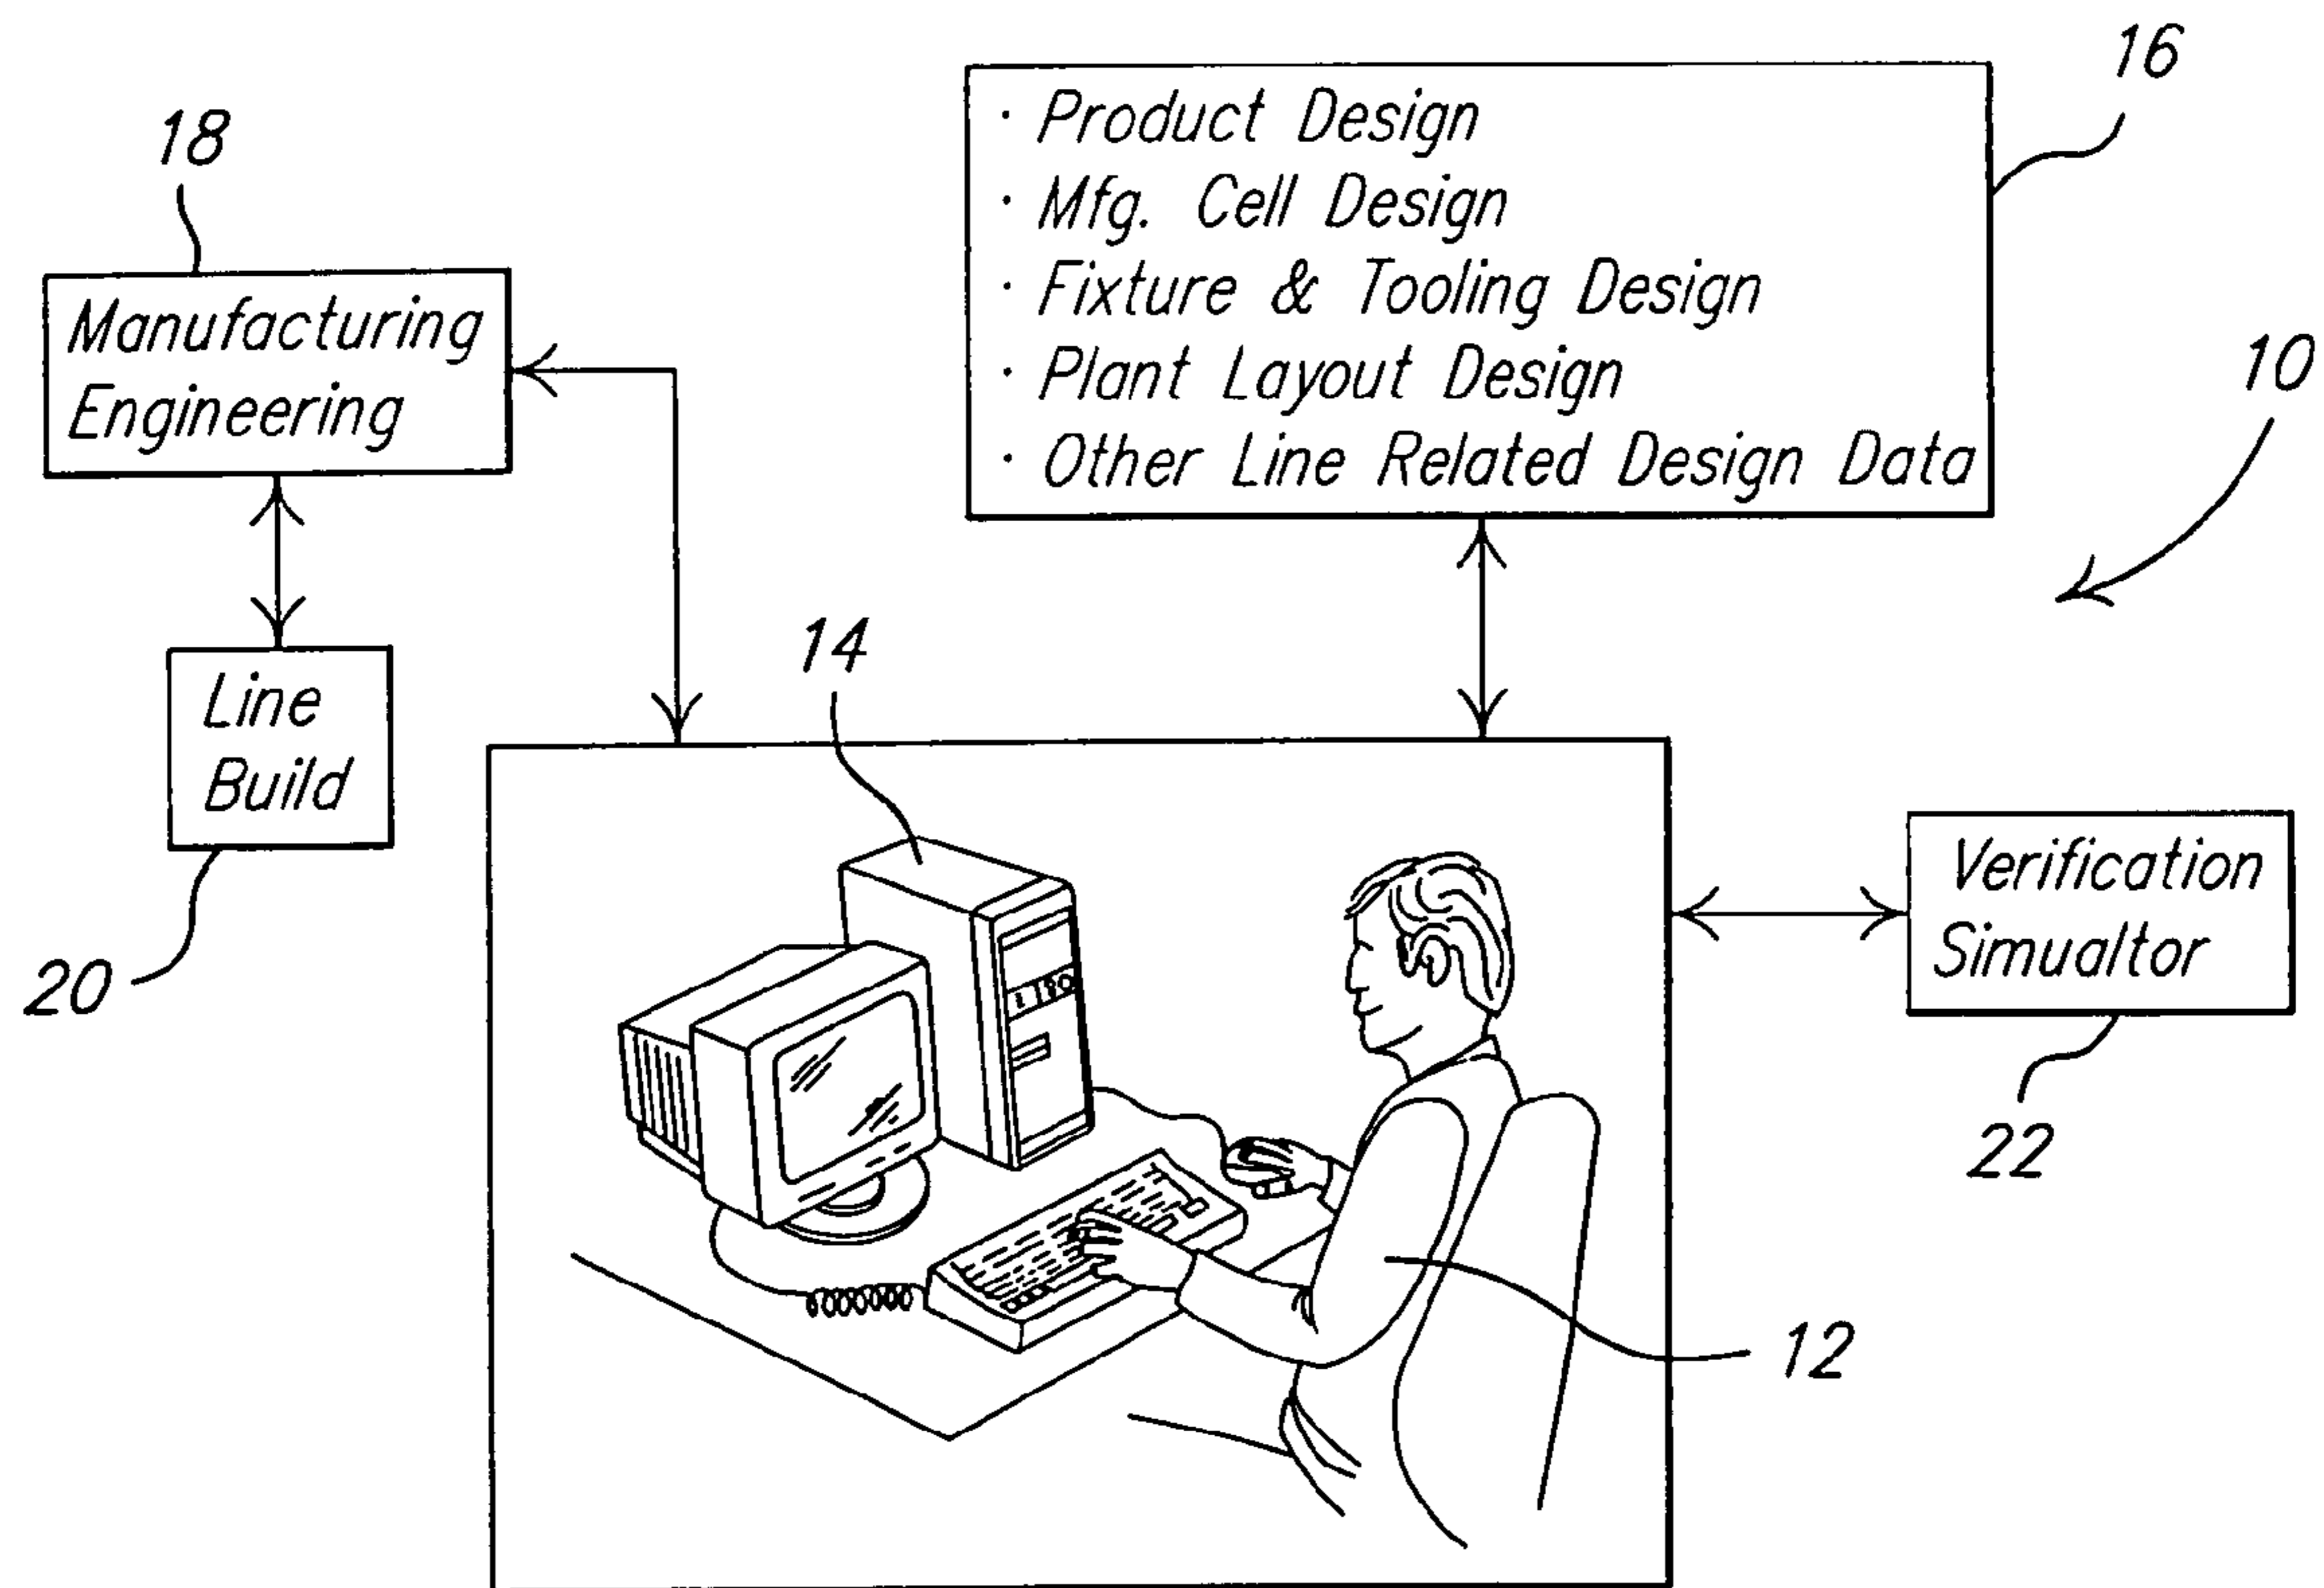 16
· Product Design
· Mfg. Cell Design
· Fixture & Tooling Design
· Plant Layout Design
· Other Line Related Design Data
18
Manufacturing
Engineering
10
14
Line
Build
20
Verification
Simualtor
22
12